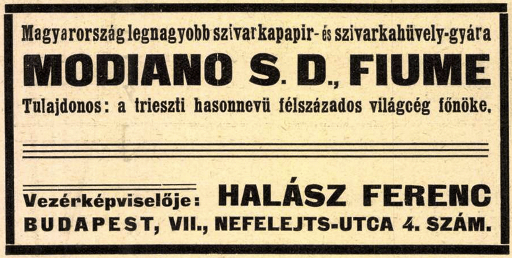 Magyarország legnagyobb szivarkapapir- és szivarkahüvely-gyára
MODIANO S. D., FIUME
Tulajdonos: a trieszti hasonnevü félszázados világcég főnöke.
Vezérképviselője: HALÁSZ FERENC
BUDAPEST, VII., NEFELEJTS-UTCA 4. SZÁM.